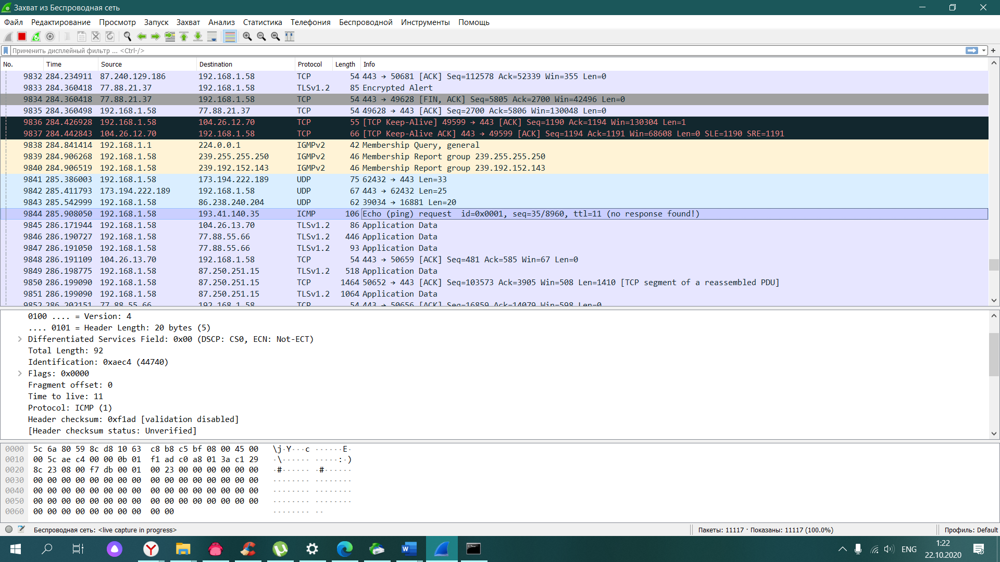 Захват из Беспроводная сеть
Файл Редактирование Просмотр Запуск Захват Анализ Статистика Телефония Беспроводной Инструменты Помощь
Применить дисплейный фильтр ... <Ctrl-/>
No. Time Source Destination Protocol Length Info
9832 284.234911 87.240.129.186 192.168.1.58 TCP 54 443 → 50681 [ACK] Seq=112578 Ack=52339 Win=355 Len=0
9833 284.360418 77.88.21.37 192.168.1.58 TLSv1.2 85 Encrypted Alert
9834 284.360418 77.88.21.37 192.168.1.58 TCP 54 443 → 49628 [FIN, ACK] Seq=5805 Ack=2700 Win=42496 Len=0
9835 284.360498 192.168.1.58 77.88.21.37 TCP 54 49628 → 443 [ACK] Seq=2700 Ack=5806 Win=130048 Len=0
9836 284.426928 192.168.1.58 104.26.12.70 TCP 55 [TCP Keep-Alive] 49599 → 443 [ACK] Seq=1190 Ack=1194 Win=130304 Len=1
9837 284.442843 104.26.12.70 192.168.1.58 TCP 66 [TCP Keep-Alive ACK] 443 → 49599 [ACK] Seq=1194 Ack=1191 Win=68608 Len=0 SLE=1190 SRE=1191
9838 284.841414 192.168.1.1 224.0.0.1 IGMPv2 42 Membership Query, general
9839 284.906268 192.168.1.58 239.255.255.250 IGMPv2 46 Membership Report group 239.255.255.250
9840 284.906519 192.168.1.58 239.192.152.143 IGMPv2 46 Membership Report group 239.192.152.143
9841 285.386003 192.168.1.58 173.194.222.189 UDP 75 62432 → 443 Len=33
9842 285.411793 173.194.222.189 192.168.1.58 UDP 67 443 → 62432 Len=25
9843 285.542999 192.168.1.58 86.238.240.204 UDP 62 39034 → 16881 Len=20
9844 285.908050 192.168.1.58 193.41.140.35 ICMP 106 Echo (ping) request id=0x0001, seq=35/8960, ttl=11 (no response found!)
9845 286.171944 192.168.1.58 104.26.13.70 TLSv1.2 86 Application Data
9846 286.190727 192.168.1.58 77.88.55.66 TLSv1.2 446 Application Data
9847 286.191050 192.168.1.58 77.88.55.66 TLSv1.2 93 Application Data
9848 286.191109 104.26.13.70 192.168.1.58 TCP 54 443 → 50659 [ACK] Seq=481 Ack=585 Win=67 Len=0
9849 286.198775 192.168.1.58 87.250.251.15 TLSv1.2 518 Application Data
9850 286.199090 192.168.1.58 87.250.251.15 TCP 1464 50652 → 443 [ACK] Seq=103573 Ack=3905 Win=508 Len=1410 [TCP segment of a reassembled PDU]
9851 286.199090 192.168.1.58 87.250.251.15 TLSv1.2 1064 Application Data
9852 286.202151 77.88.55.66 192.168.1.58 TCP 54 443 → 50656 [ACK] Seq=16859 Ack=14079 Win=598 Len=0
0100 .... = Version: 4
.... 0101 = Header Length: 20 bytes (5)
Differentiated Services Field: 0x00 (DSCP: CS0, ECN: Not-ECT)
Total Length: 92
Identification: 0xaec4 (44740)
Flags: 0x0000
Fragment offset: 0
Time to live: 11
Protocol: ICMP (1)
Header checksum: 0xf1ad [validation disabled]
[Header checksum status: Unverified]
0000 5c 6a 80 59 8c d8 10 63 c8 b8 c5 bf 08 00 45 00 \j·Y···c ······E·
0010 00 5c ae c4 00 00 0b 01 f1 ad c0 a8 01 3a c1 29 ·\······ ·····:·)
0020 8c 23 08 00 f7 db 00 01 00 23 00 00 00 00 00 00 ·#······ ·#······
0030 00 00 00 00 00 00 00 00 00 00 00 00 00 00 00 00 ········ ········
0040 00 00 00 00 00 00 00 00 00 00 00 00 00 00 00 00 ········ ········
0050 00 00 00 00 00 00 00 00 00 00 00 00 00 00 00 00 ········ ········
0060 00 00 00 00 00 00 00 00 00 00 ········ ··
Беспроводная сеть: <live capture in progress>
Пакеты: 11117 · Показаны: 11117 (100.0%)
Профиль: Default
ENG
1:22
22.10.2020